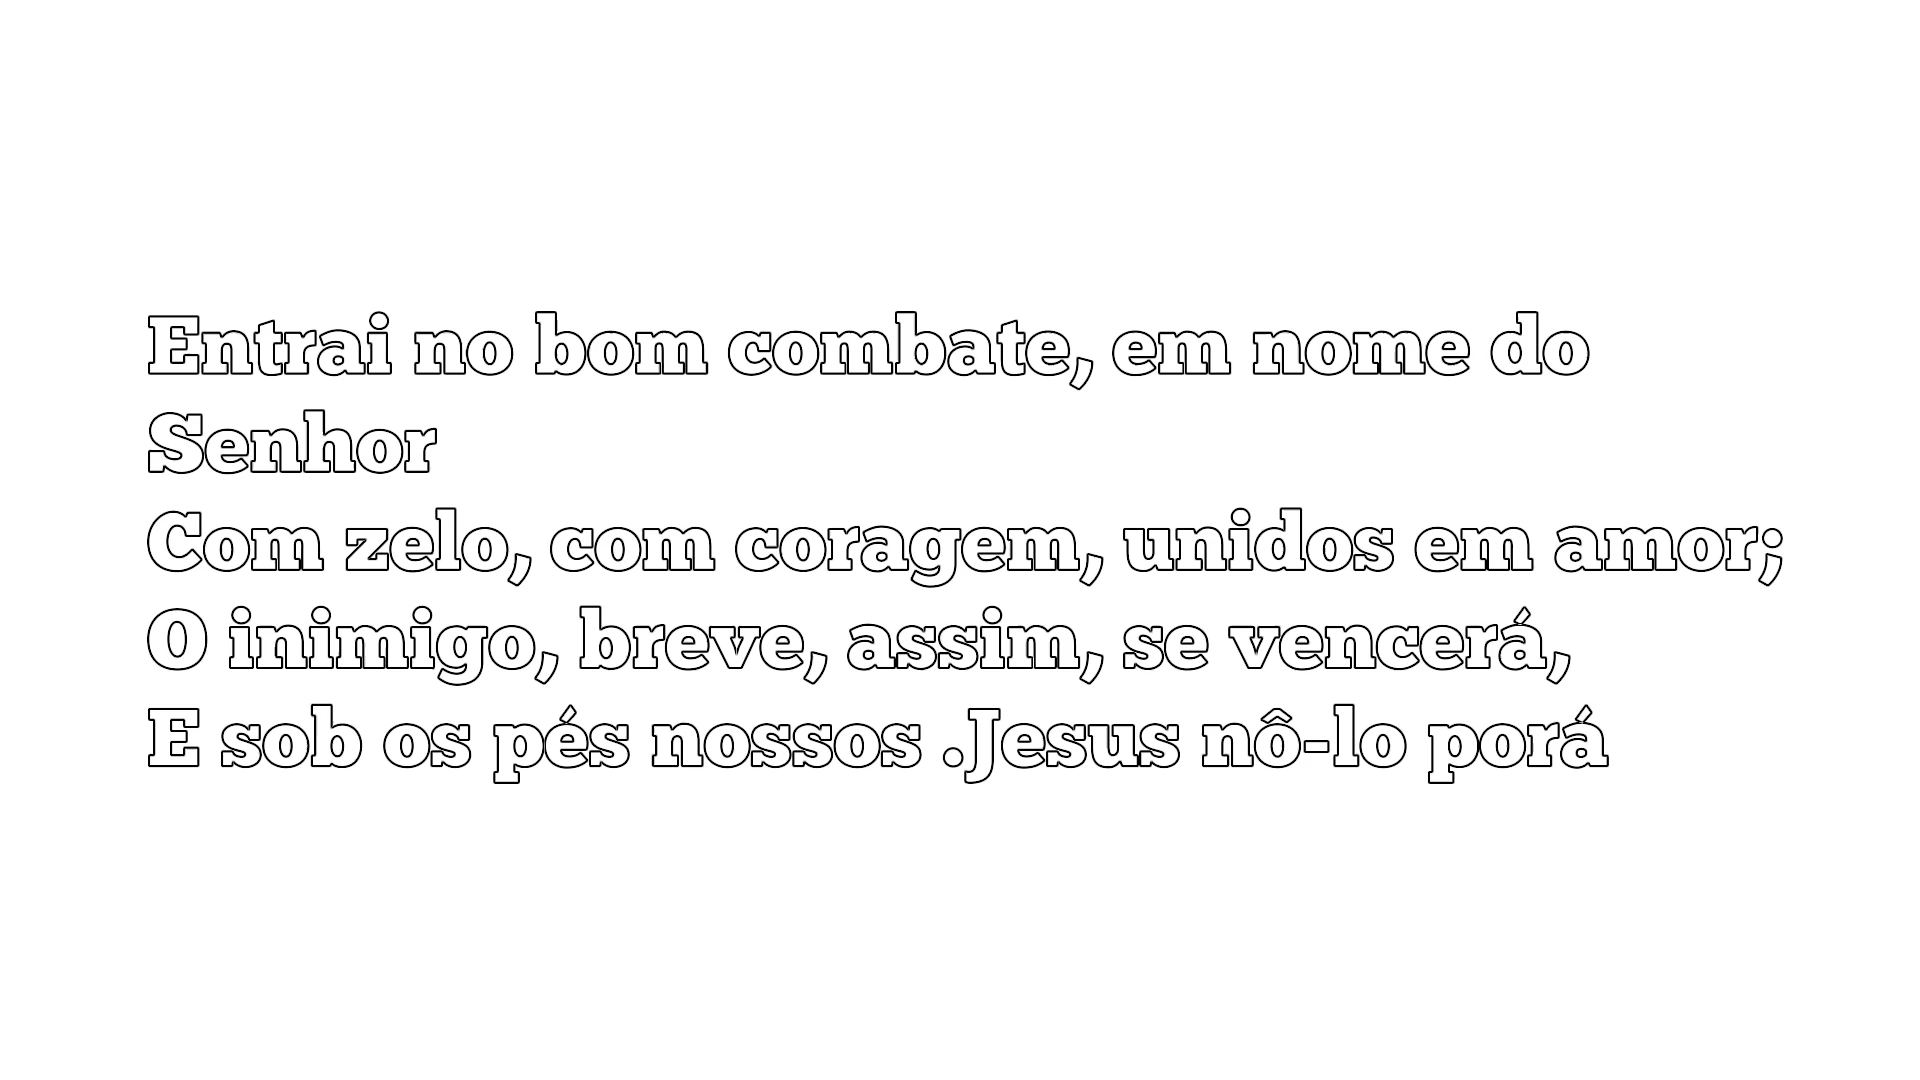 Entrai no bom combate, em nome do
Senhor
Com zelo, com coragem, unidos em amor;
O inimigo, breve, assim, se vencerá,
E sob os pés nossos .Jesus nô-lo porá